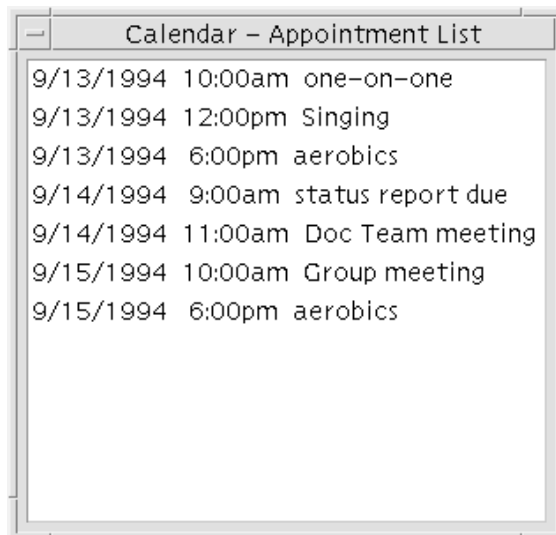 Calendar – Appointment List
9/13/1994 10:00am one–on–one
9/13/1994 12:00pm Singing
9/13/1994 6:00pm aerobics
9/14/1994 9:00am status report due
9/14/1994 11:00am Doc Team meeting
9/15/1994 10:00am Group meeting
9/15/1994 6:00pm aerobics